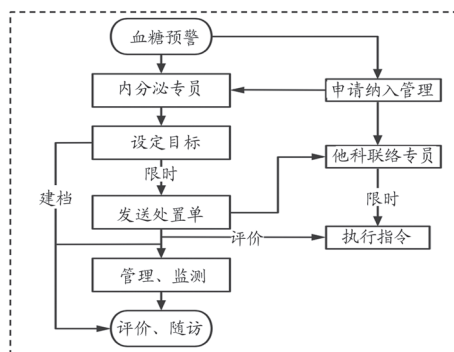 血糖预警
内分泌专员
申请纳入管理
设定目标
他科联络专员
限时
建档
限时
发送处置单
评价
执行指令
管理、监测
评价、随访